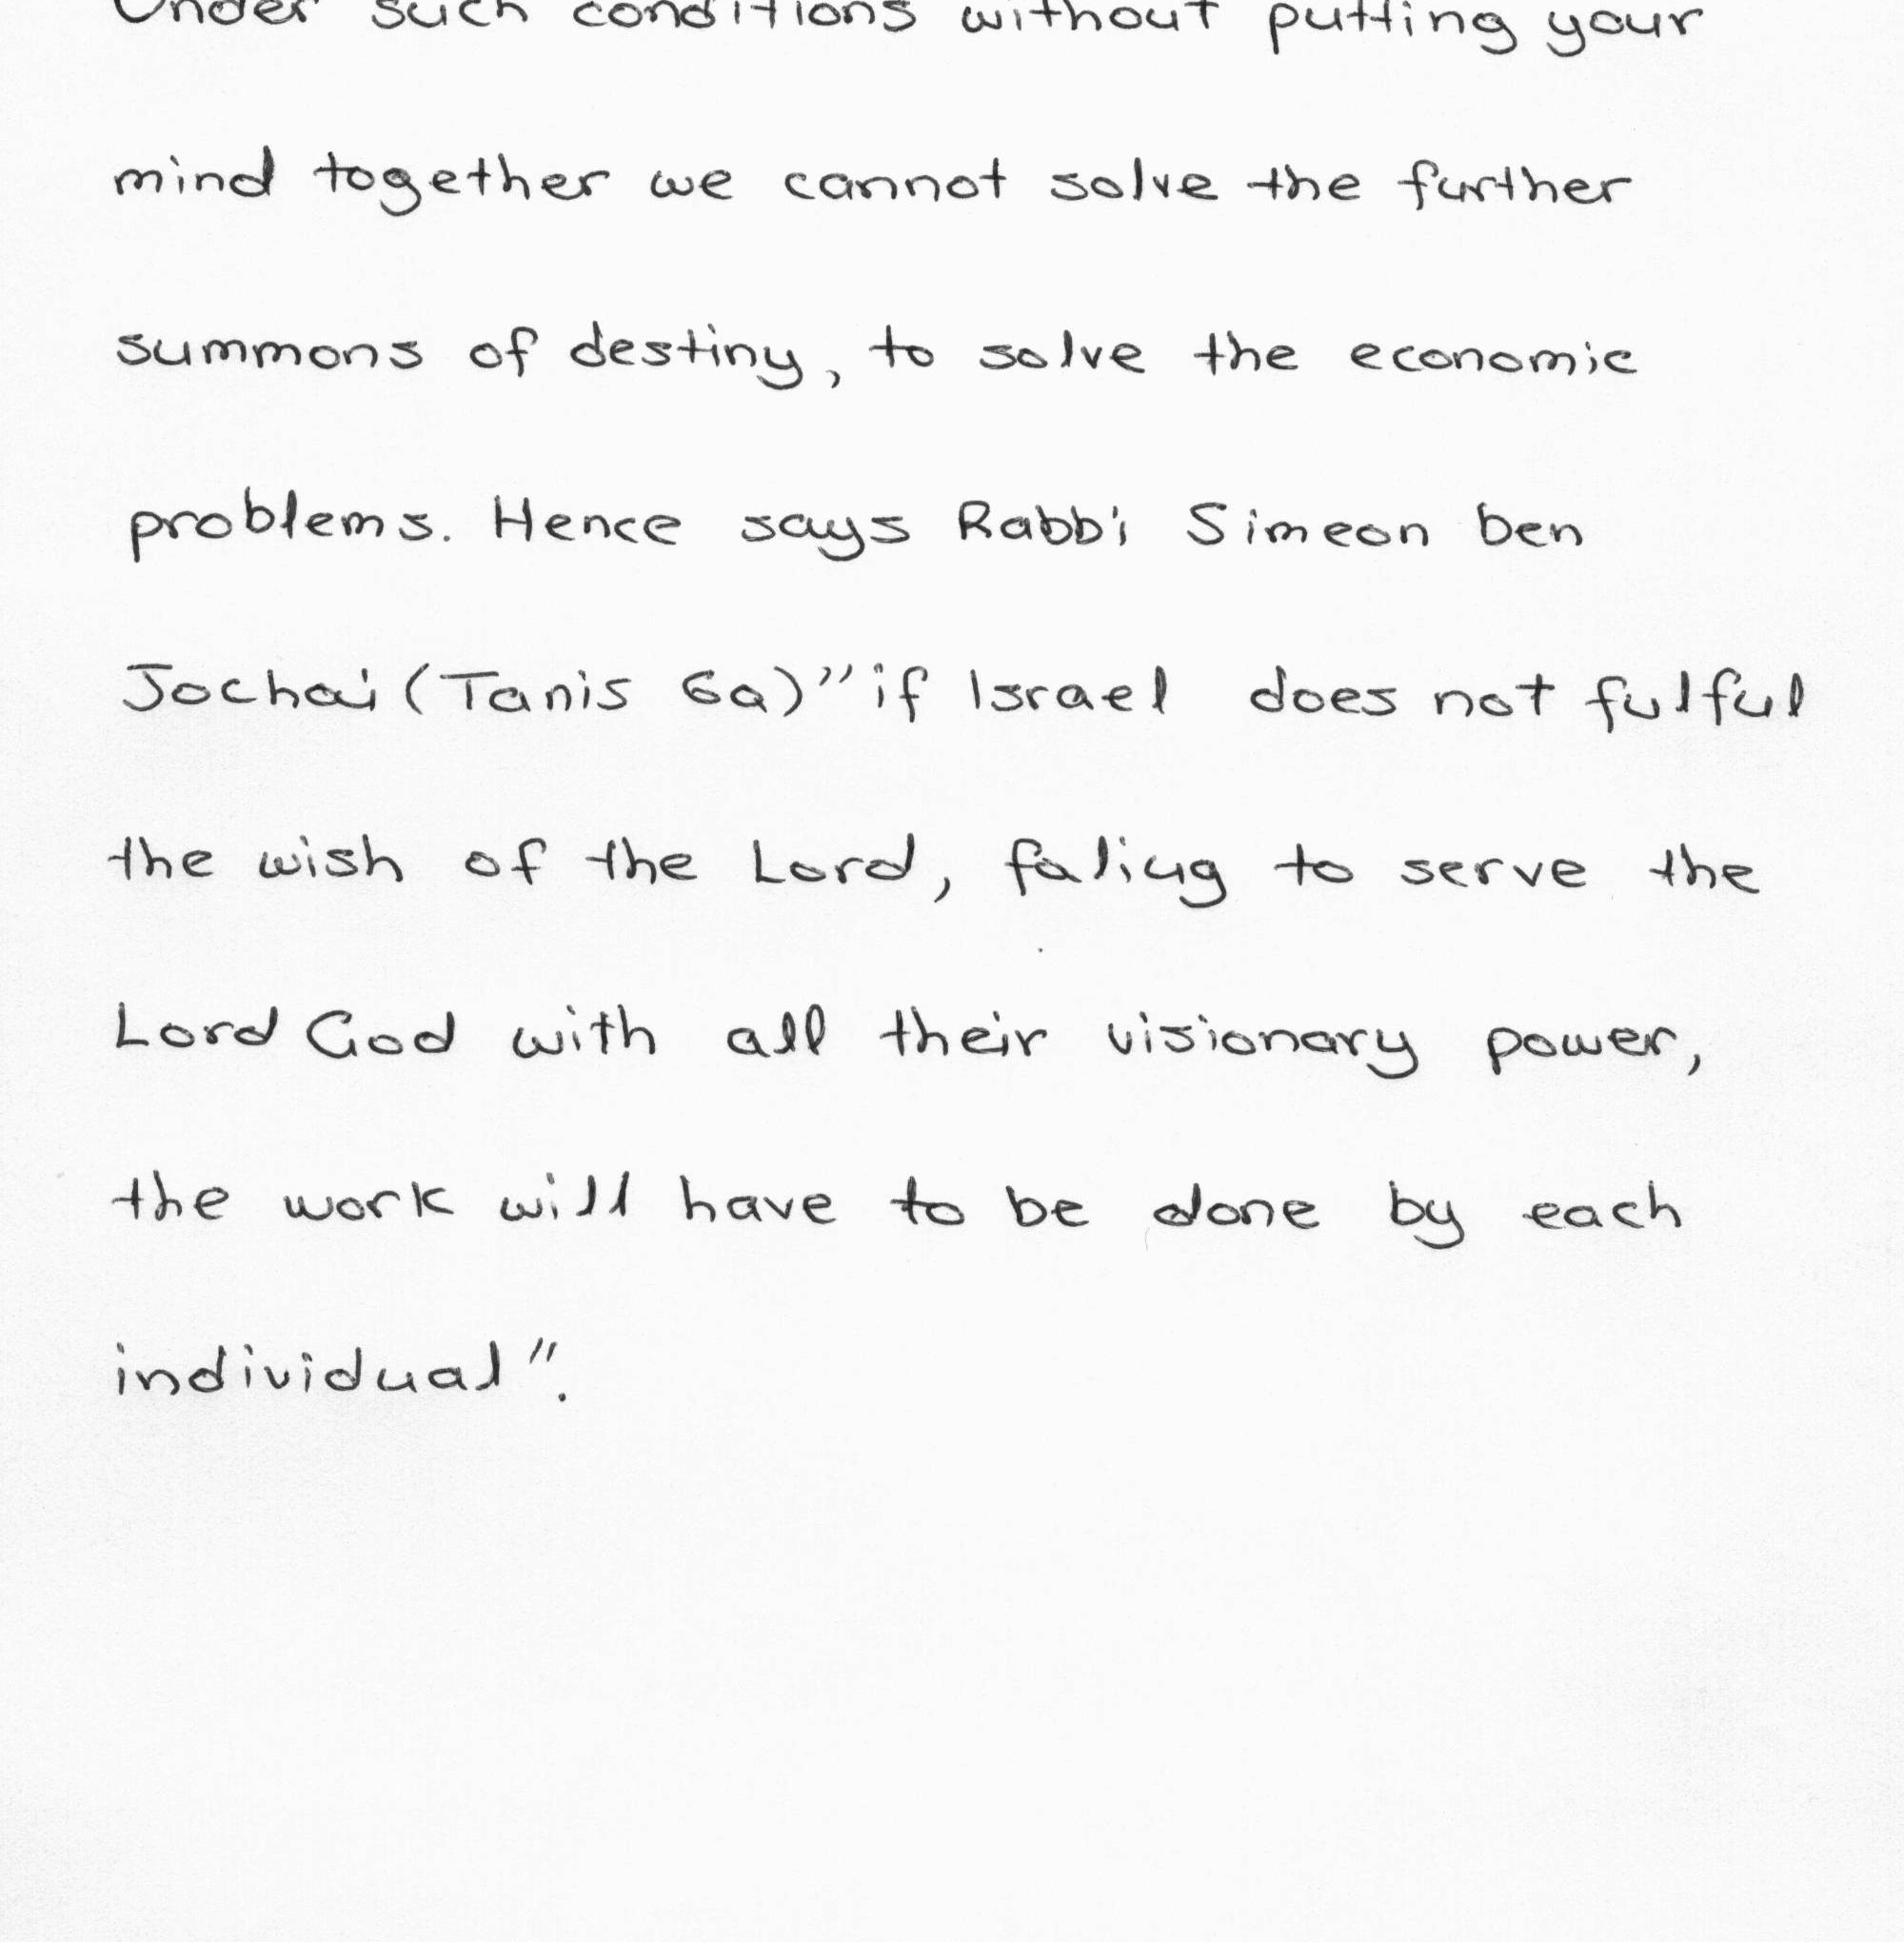 Under such conditions without putting your
mind together we cannot solve the further
summons of destiny, to solve the economic
problems. Hence says Rabbi Simeon ben
Jochai (Tanis 6a) "if Israel does not fulful
the wish of the Lord, faliug to serve the
Lord God with all their visionary power,
the work will have to be done by each
individual".